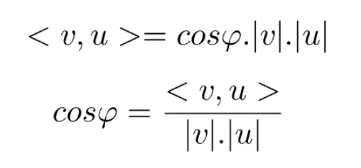 < v, u >= cosφ.|v|.|u|
cosφ = < v, u > / |v|.|u|